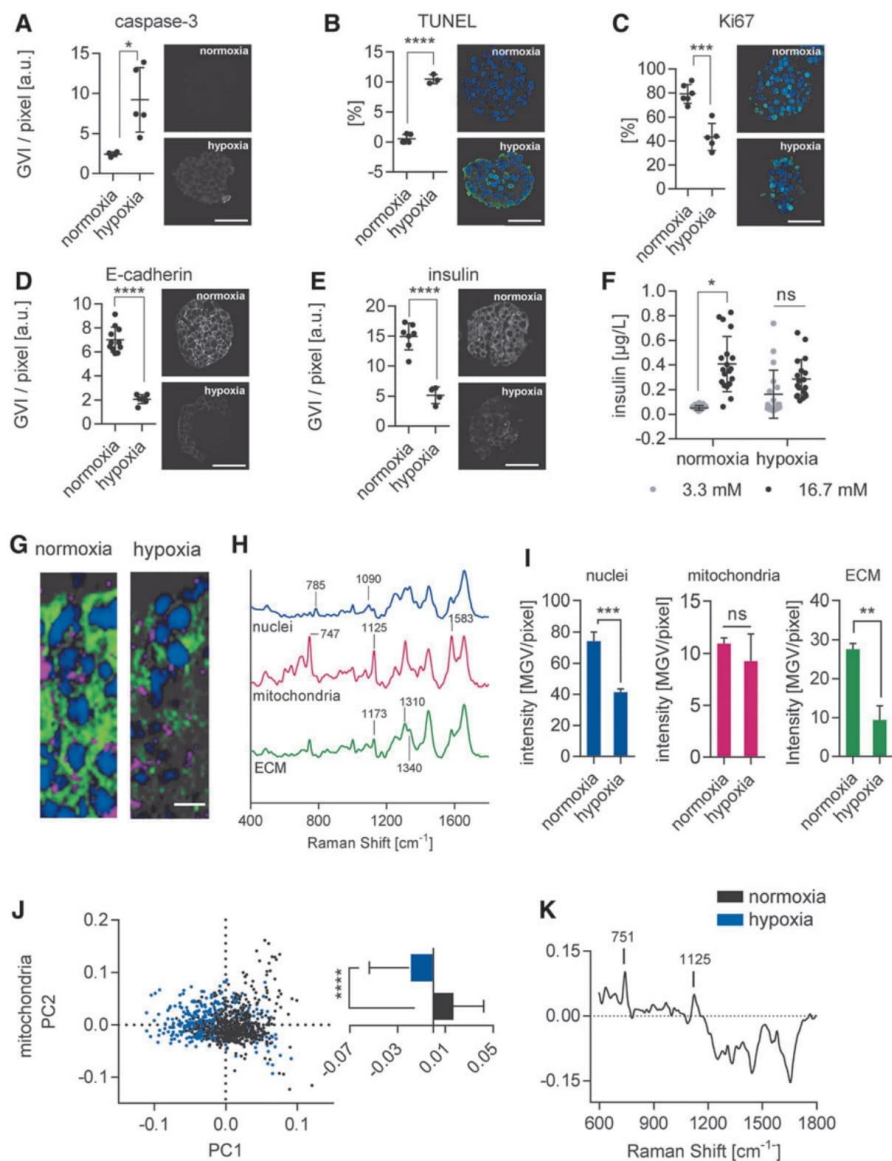 A caspase-3
GVI / pixel [a.u.]
15
10
5
0
*
normoxia
hypoxia
normoxia
hypoxia
B TUNEL
[%]
15
10
5
0
-5
****
normoxia
hypoxia
normoxia
hypoxia
C Ki67
[%]
80
60
40
20
0
***
normoxia
hypoxia
normoxia
hypoxia
D E-cadherin
GVI / pixel [a.u.]
10
8
6
4
2
0
****
normoxia
hypoxia
normoxia
hypoxia
E insulin
GVI / pixel [a.u.]
20
15
10
5
0
****
normoxia
hypoxia
normoxia
hypoxia
F
insulin [µg/L]
1.0
0.8
0.6
0.4
0.2
0.0
-0.2
*
ns
normoxia hypoxia
3.3 mM 16.7 mM
G normoxia hypoxia
H
785
1090
nuclei
747
1125
1583
mitochondria
1173
1310
1340
ECM
400 800 1200 1600
Raman Shift [cm⁻¹]
I
nuclei
intensity [MGV/pixel]
100
80
60
40
20
0
***
normoxia
hypoxia
mitochondria
intensity [MGV/pixel]
15
10
5
0
ns
normoxia
hypoxia
ECM
Intensity [MGV/pixel]
40
30
20
10
0
**
normoxia
hypoxia
J
mitochondria
PC2
0.2
0.1
0.0
-0.1
-0.1 0.0 0.1
PC1
****
-0.07
-0.03
0.01
0.05
normoxia
hypoxia
K
751
1125
0.15
0.00
-0.15
600 900 1200 1500 1800
Raman Shift [cm⁻¹⁻]